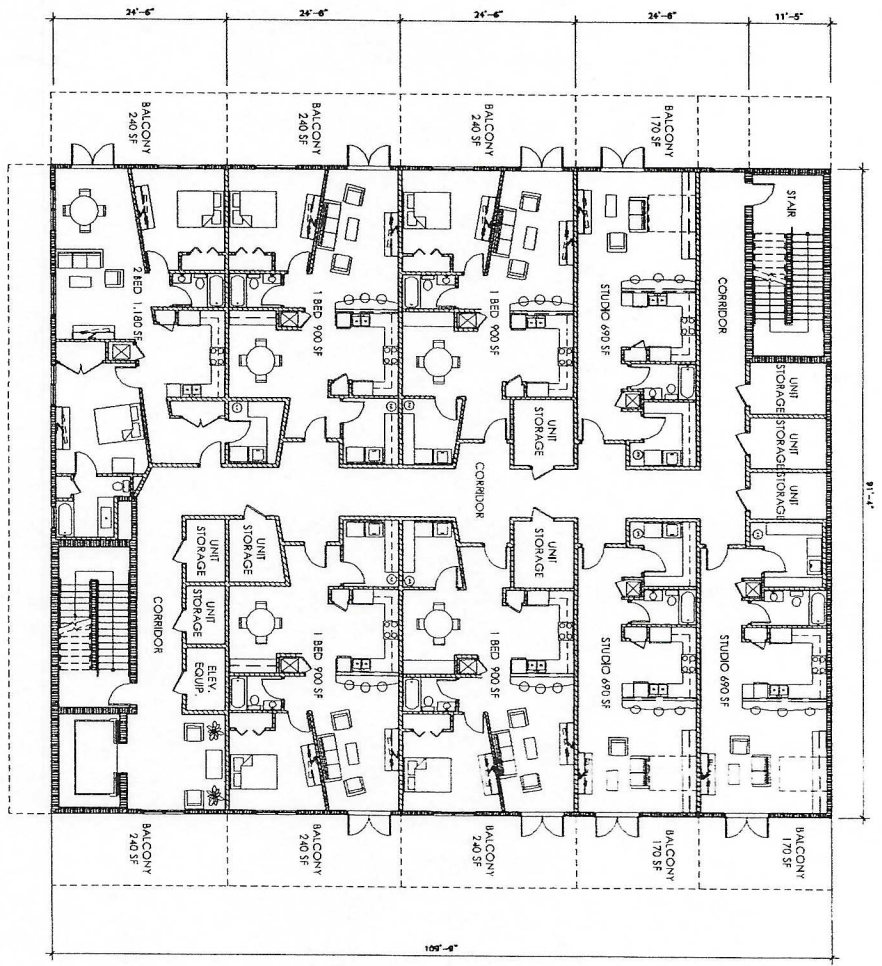 24'-6"
24'-6"
24'-6"
24'-6"
11'-5"
BALCONY
240 SF
BALCONY
240 SF
BALCONY
240 SF
BALCONY
170 SF
STAIR
CORRIDOR
2 BED 1,180 SF
1 BED 900 SF
1 BED 900 SF
STUDIO 690 SF
UNIT
STORAGE
UNIT
STORAGE
UNIT
STORAGE
UNIT
STORAGE
CORRIDOR
91'-4"
UNIT
STORAGE
UNIT
STORAGE
UNIT
STORAGE
UNIT
STORAGE
CORRIDOR
ELEV.
EQUIP.
1 BED 900 SF
1 BED 900 SF
STUDIO 690 SF
STUDIO 690 SF
BALCONY
240 SF
BALCONY
240 SF
BALCONY
240 SF
BALCONY
170 SF
BALCONY
170 SF